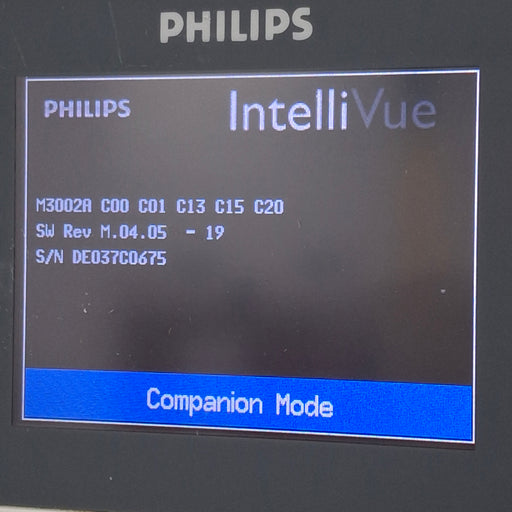 PHILIPS
PHILIPS IntelliVue
M3002A C00 C01 C13 C15 C20
SW Rev M.04.05 - 19
S/N DE037C0675
Companion Mode